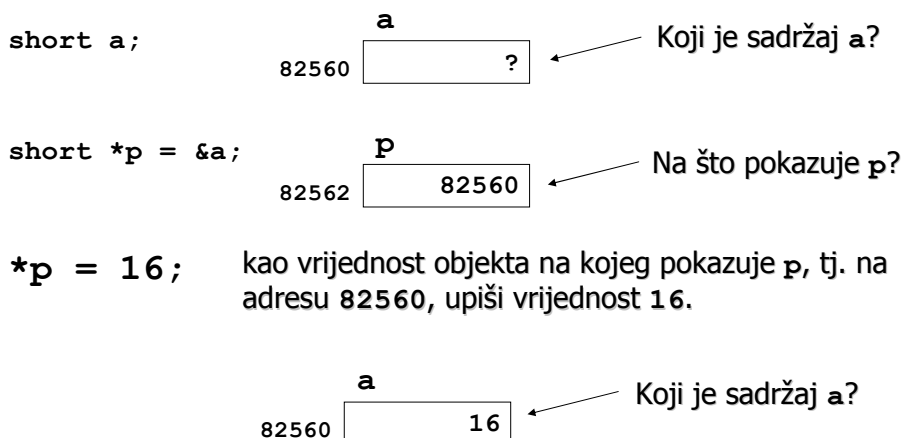 a
short a;
82560
?
Koji je sadržaj a?
short *p = &a;
p
82562
82560
Na što pokazuje p?
*p = 16;
kao vrijednost objekta na kojeg pokazuje p, tj. na
adresu 82560, upiši vrijednost 16.
a
82560
16
Koji je sadržaj a?